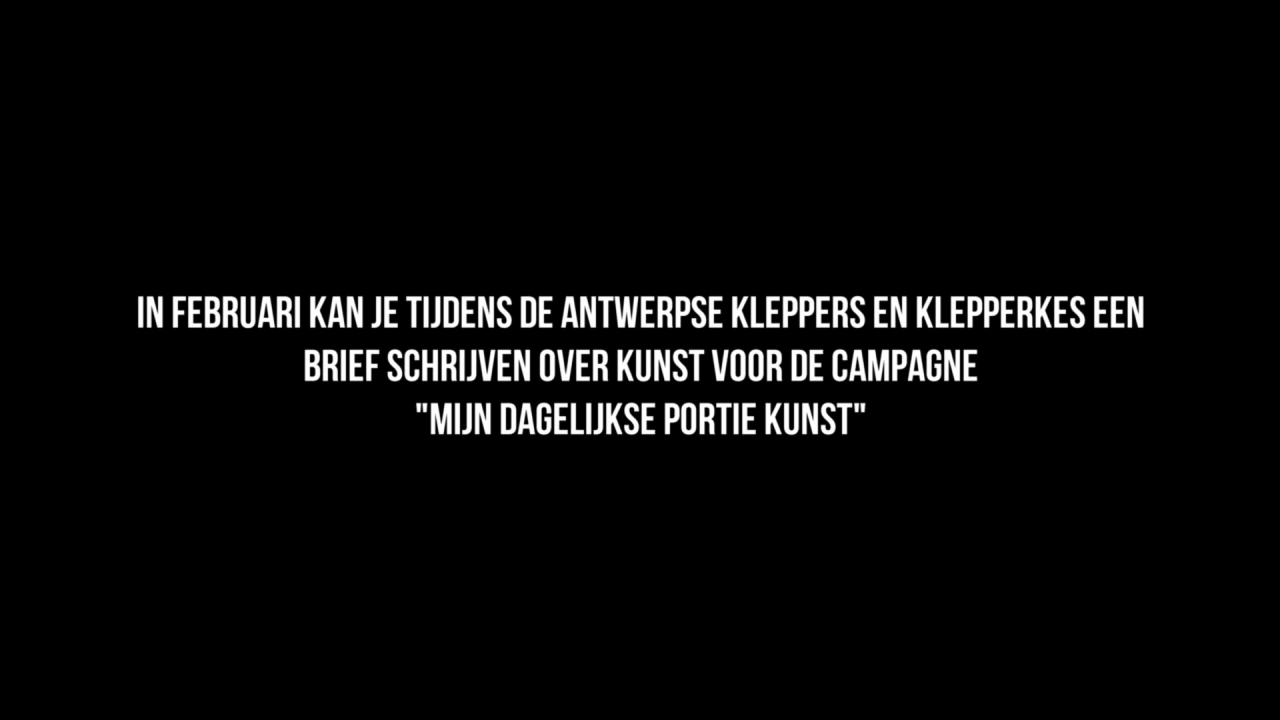 IN FEBRUARI KAN JE TIJDENS DE ANTWERPSE KLEPPERS EN KLEPPERKES EEN
BRIEF SCHRIJVEN OVER KUNST VOOR DE CAMPAGNE
"MIJN DAGELIJKSE PORTIE KUNST"